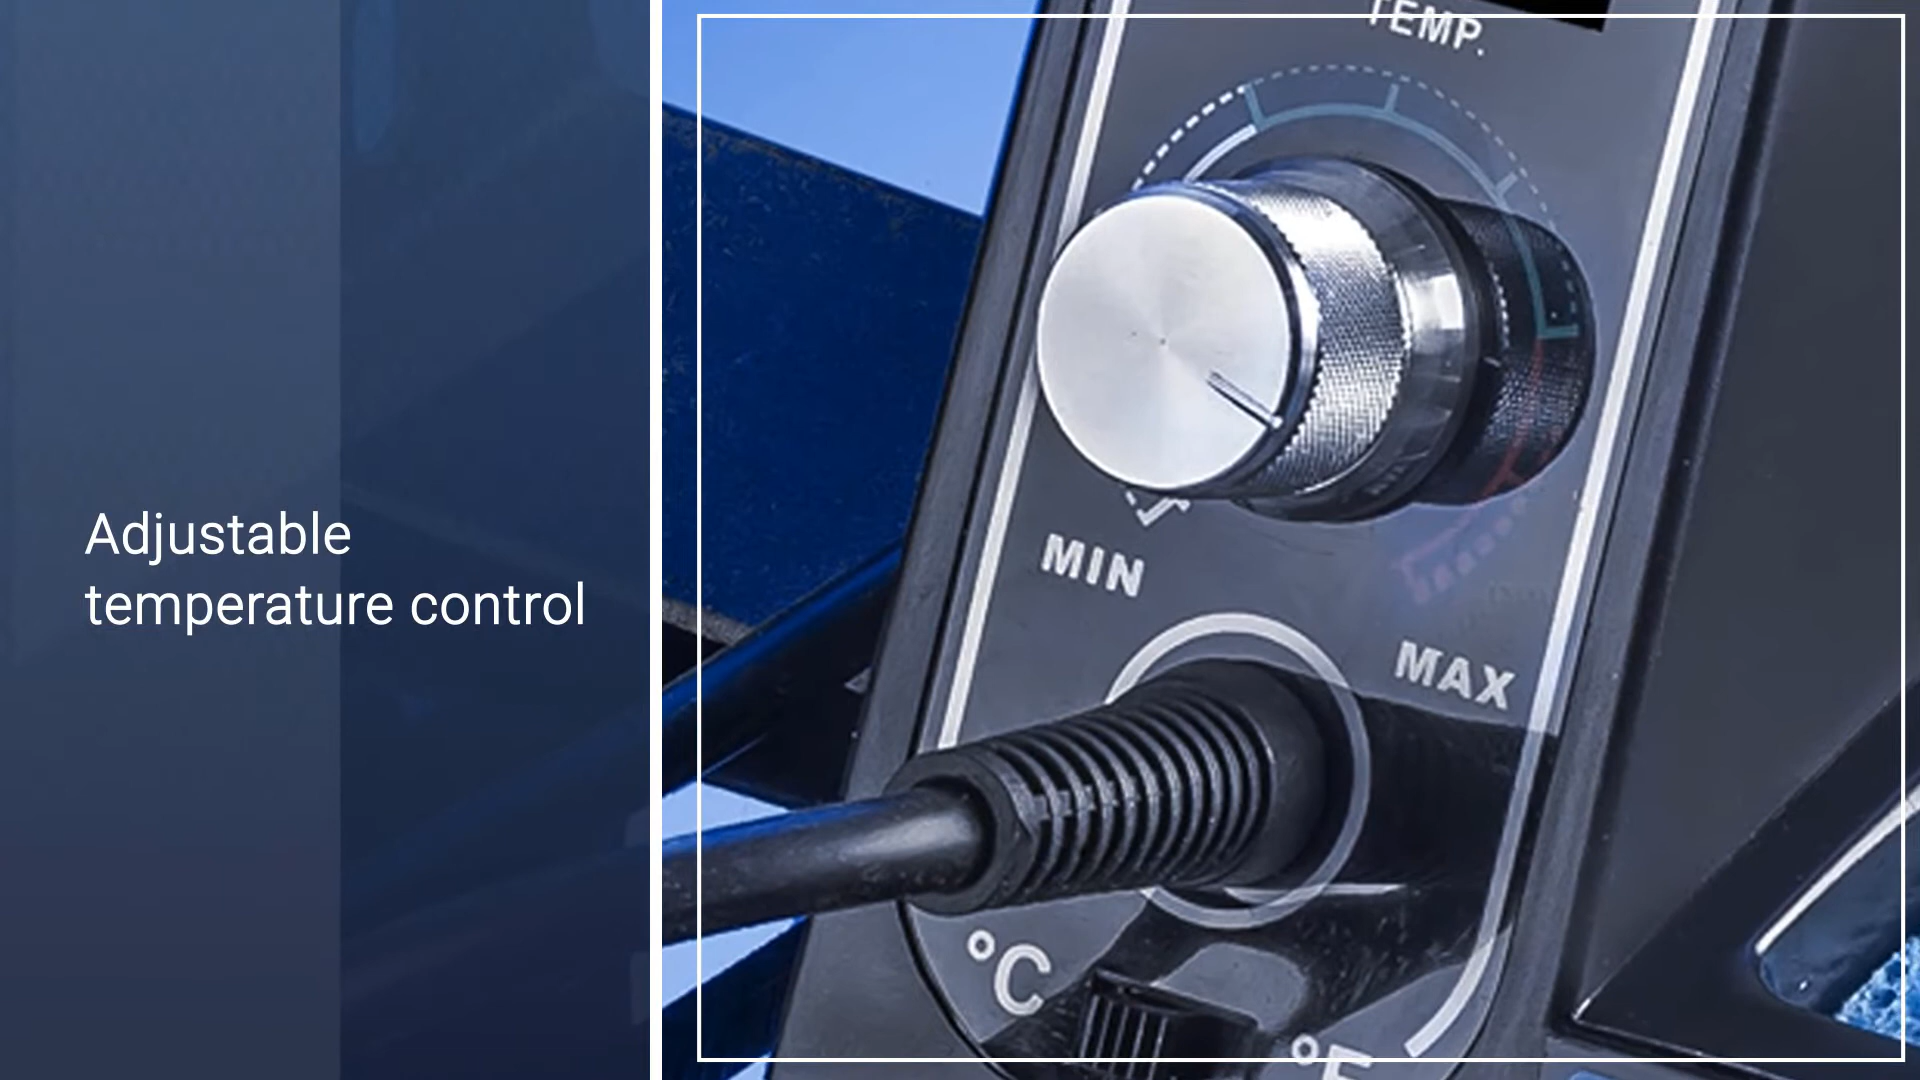 Adjustable
temperature control
TEMP.
MIN
MAX
°C
°F